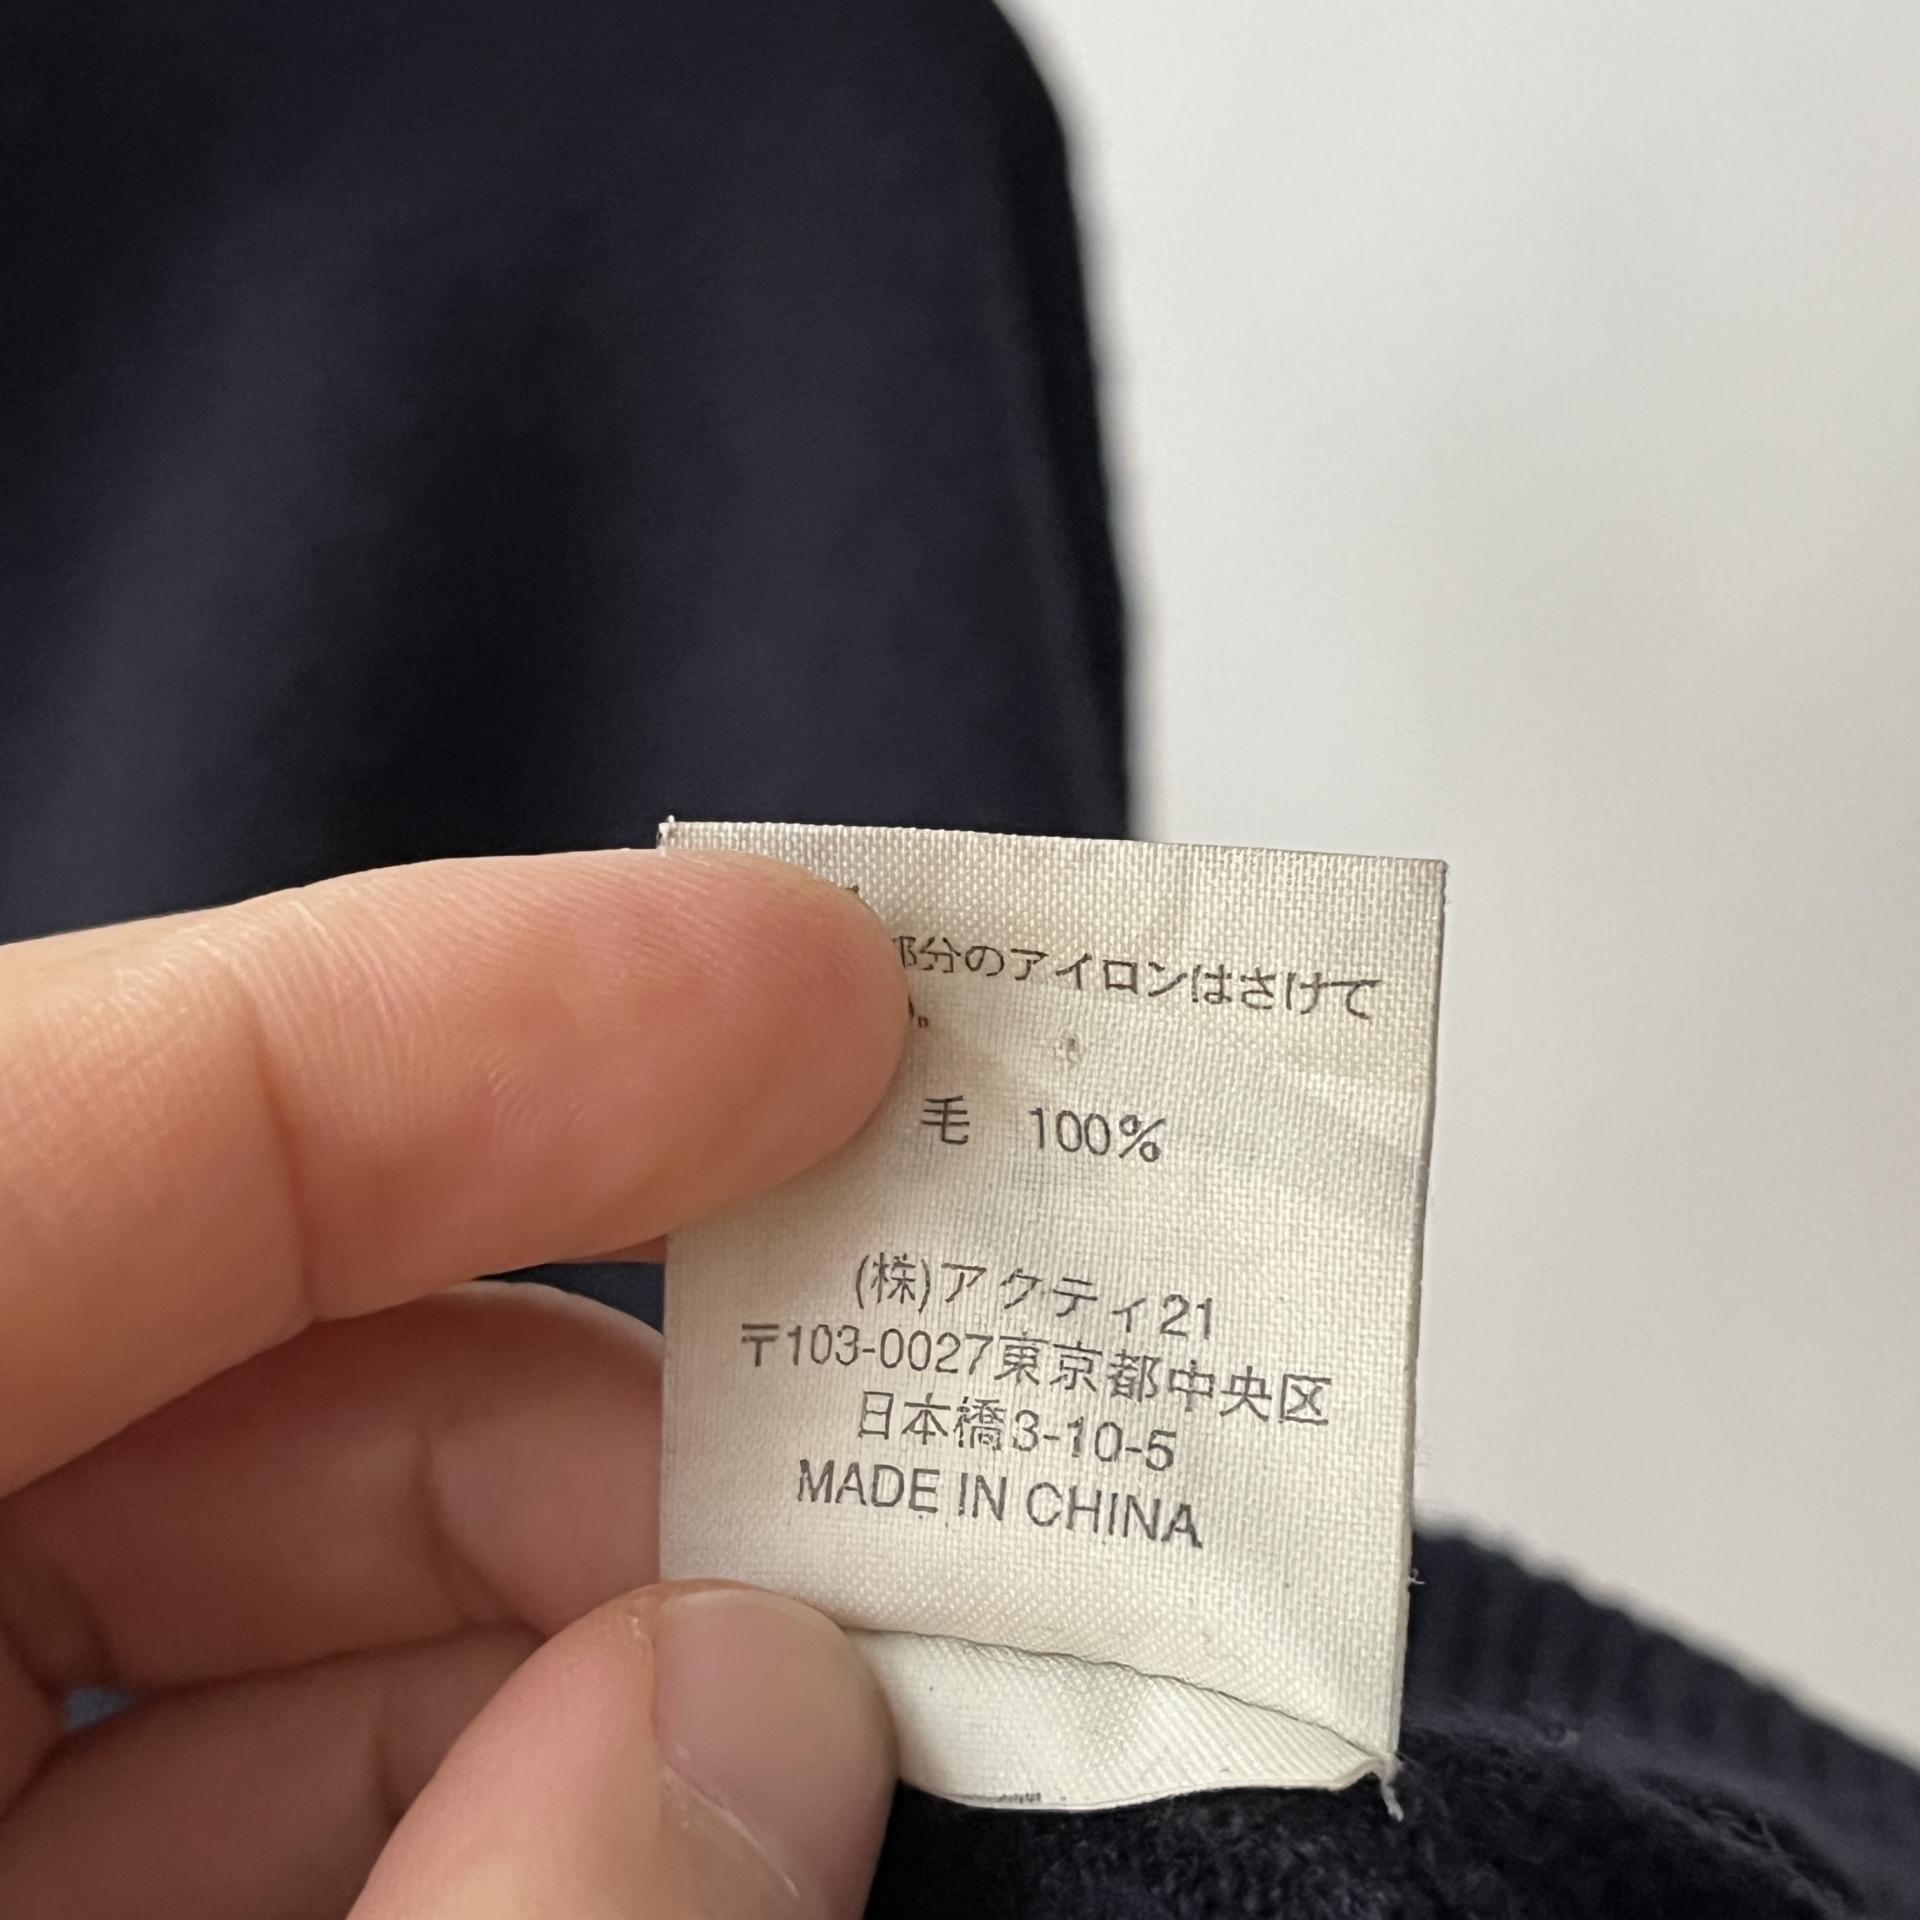 部分のアイロンはさけて
。
毛　100%
(株)アクティ21
〒103-0027東京都中央区
日本橋3-10-5
MADE IN CHINA